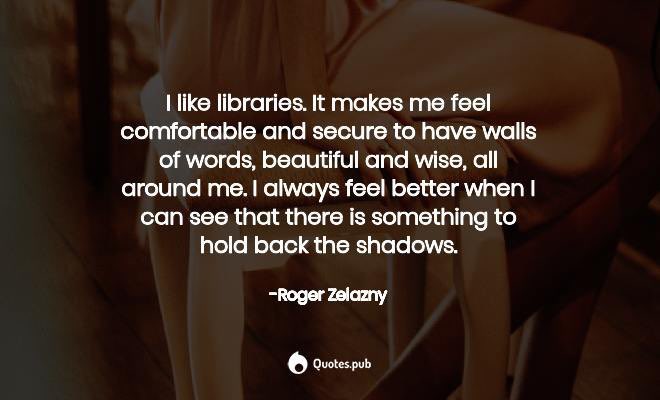 I like libraries. It makes me feel
comfortable and secure to have walls
of words, beautiful and wise, all
around me. I always feel better when I
can see that there is something to
hold back the shadows.
-Roger Zelazny
Quotes.pub